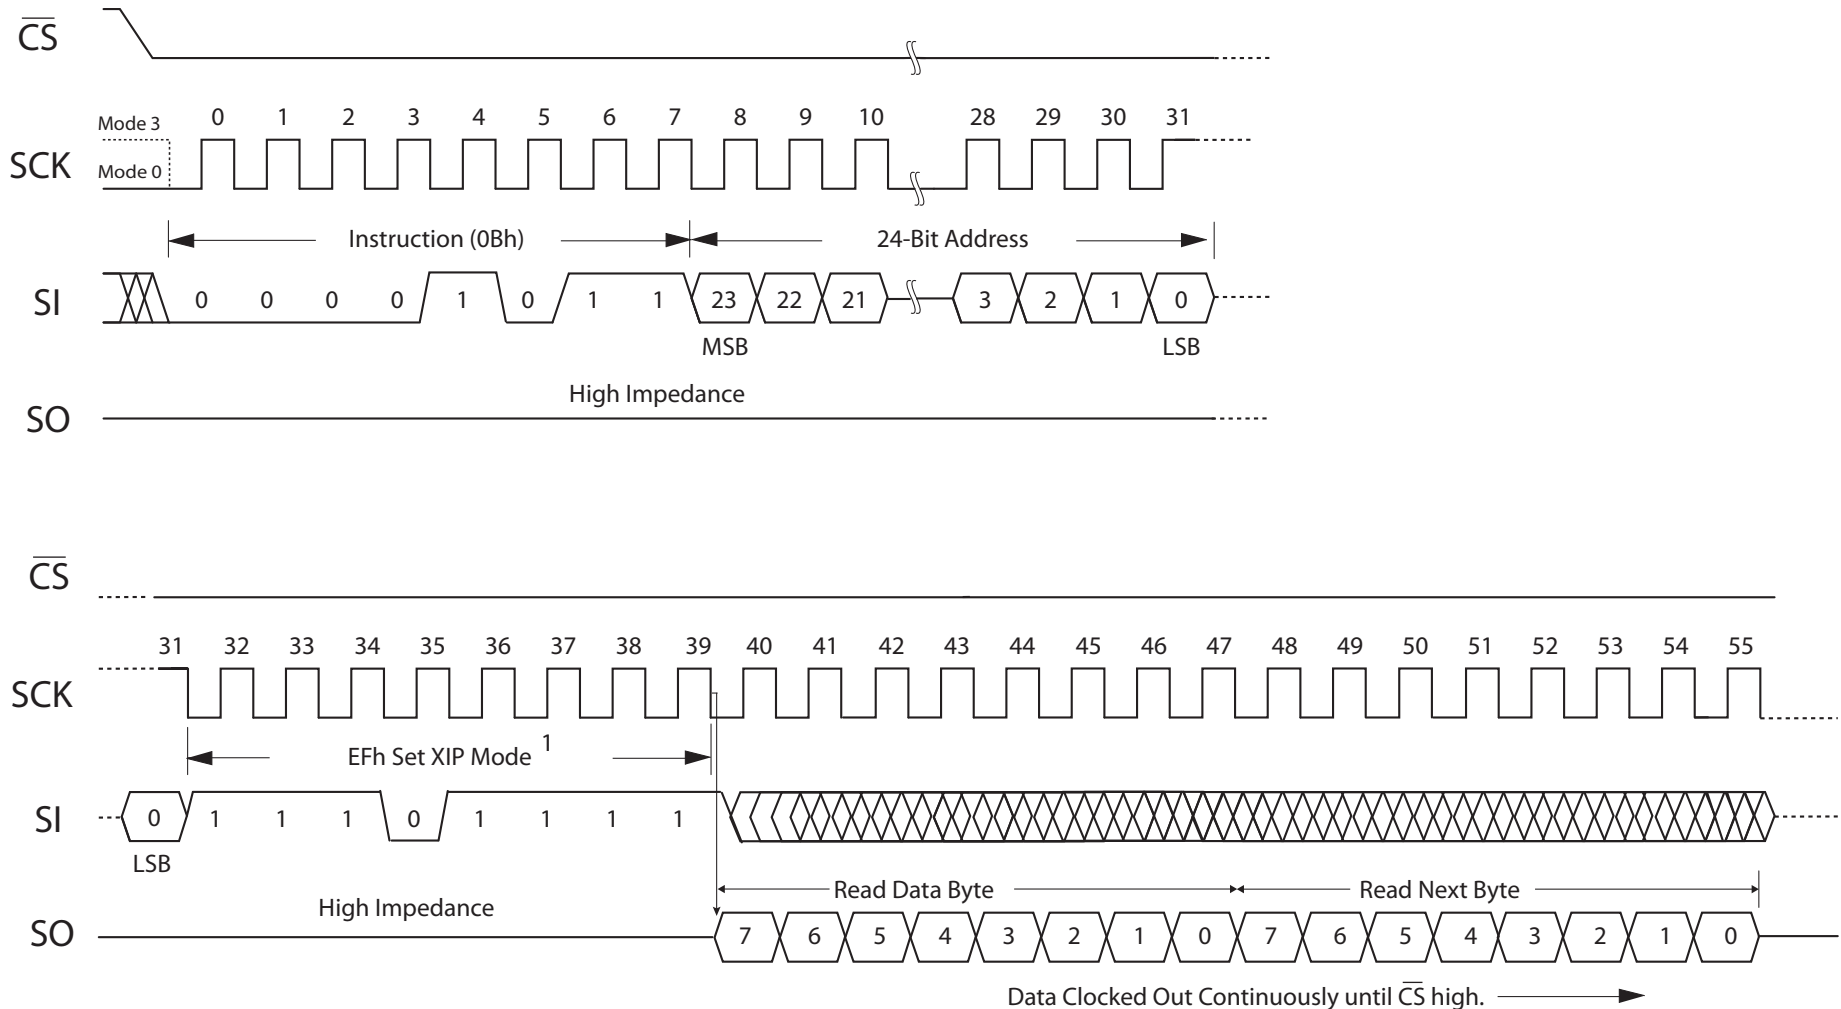 CS
Mode 3
Mode 0
SCK
0 1 2 3 4 5 6 7 8 9 10 28 29 30 31
Instruction (0Bh) 24-Bit Address
SI
0 0 0 0 1 0 1 1 23 22 21 3 2 1 0
MSB LSB
High Impedance
SO
CS
31 32 33 34 35 36 37 38 39 40 41 42 43 44 45 46 47 48 49 50 51 52 53 54 55
SCK
EFh Set XIP Mode 1
SI
0 1 1 1 0 1 1 1 1
LSB
Read Data Byte Read Next Byte
High Impedance
SO
7 6 5 4 3 2 1 0 7 6 5 4 3 2 1 0
Data Clocked Out Continuously until CS high.